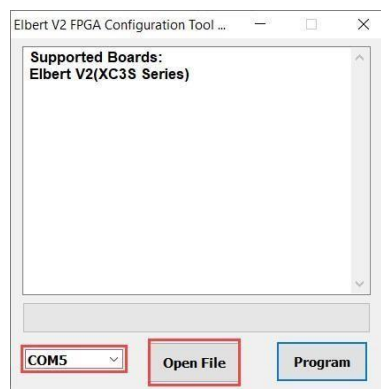 Elbert V2 FPGA Configuration Tool ...
Supported Boards:
Elbert V2(XC3S Series)
COM5
Open File
Program